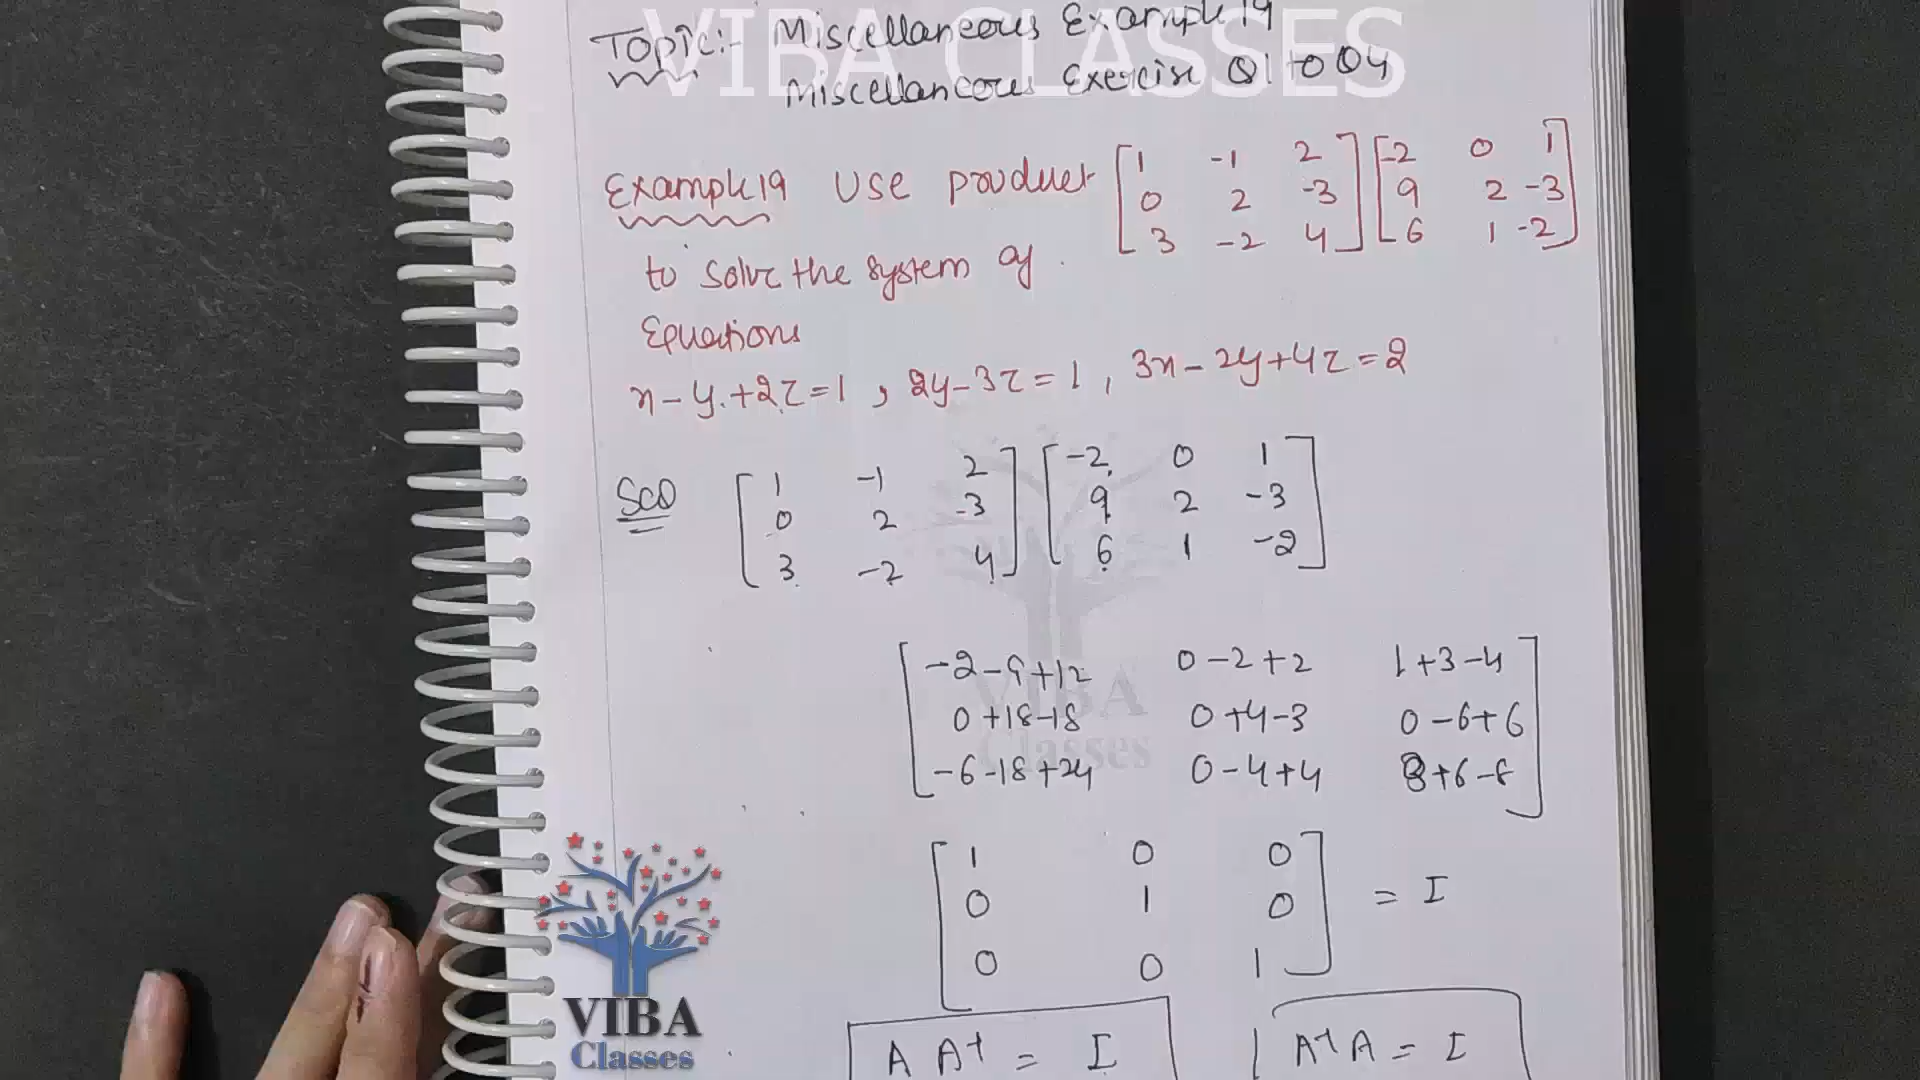 VIBA CLASSES
Topic:- Miscellaneous Example 19
Miscellaneous Exercise Q1 to Q4
Example 19 Use product [1 -1 2] [-2 0 1]
[0 2 -3] [9 2 -3]
[3 -2 4] [6 1 -2]
to solve the system of
Equations
x-y+2z=1, 2y-3z=1, 3x-2y+4z=2
Sol [1 -1 2] [-2 0 1]
[0 2 -3] [9 2 -3]
[3 -2 4] [6 1 -2]
[-2-9+12 0-2+2 1+3-4]
[0+18-18 0+4-3 0-6+6]
[-6-18+24 0-4+4 3+6-8]
VIBA
Classes
[1 0 0]
[0 1 0] = I
[0 0 1]
A A⁻¹ = I A⁻¹A = I
VIBA
Classes